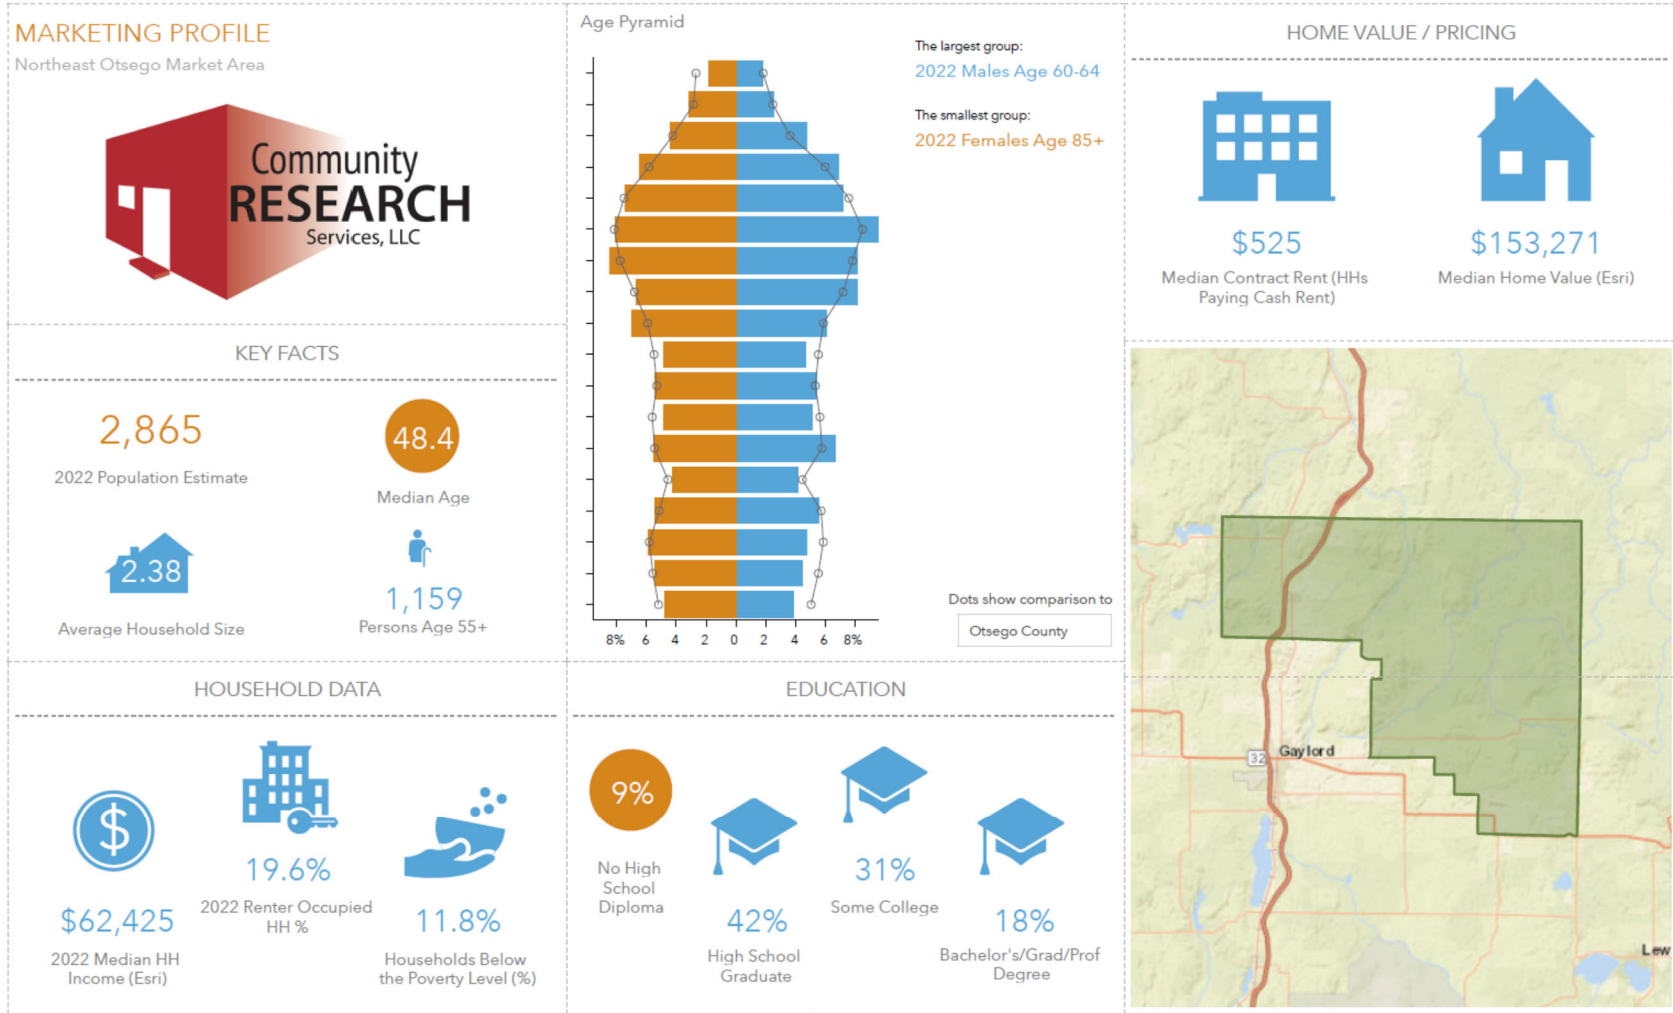 MARKETING PROFILE
Northeast Otsego Market Area
Community
RESEARCH
Services, LLC
KEY FACTS
2,865
2022 Population Estimate
48.4
Median Age
2.38
Average Household Size
1,159
Persons Age 55+
Age Pyramid
The largest group:
2022 Males Age 60-64
The smallest group:
2022 Females Age 85+
Dots show comparison to
Otsego County
8% 6 4 2 0 2 4 6 8%
HOME VALUE / PRICING
$525
Median Contract Rent (HHs
Paying Cash Rent)
$153,271
Median Home Value (Esri)
HOUSEHOLD DATA
$
$62,425
2022 Median HH
Income (Esri)
19.6%
2022 Renter Occupied
HH %
11.8%
Households Below
the Poverty Level (%)
EDUCATION
9%
No High
School
Diploma
42%
High School
Graduate
31%
Some College
18%
Bachelor's/Grad/Prof
Degree
32
Gaylord
Lew